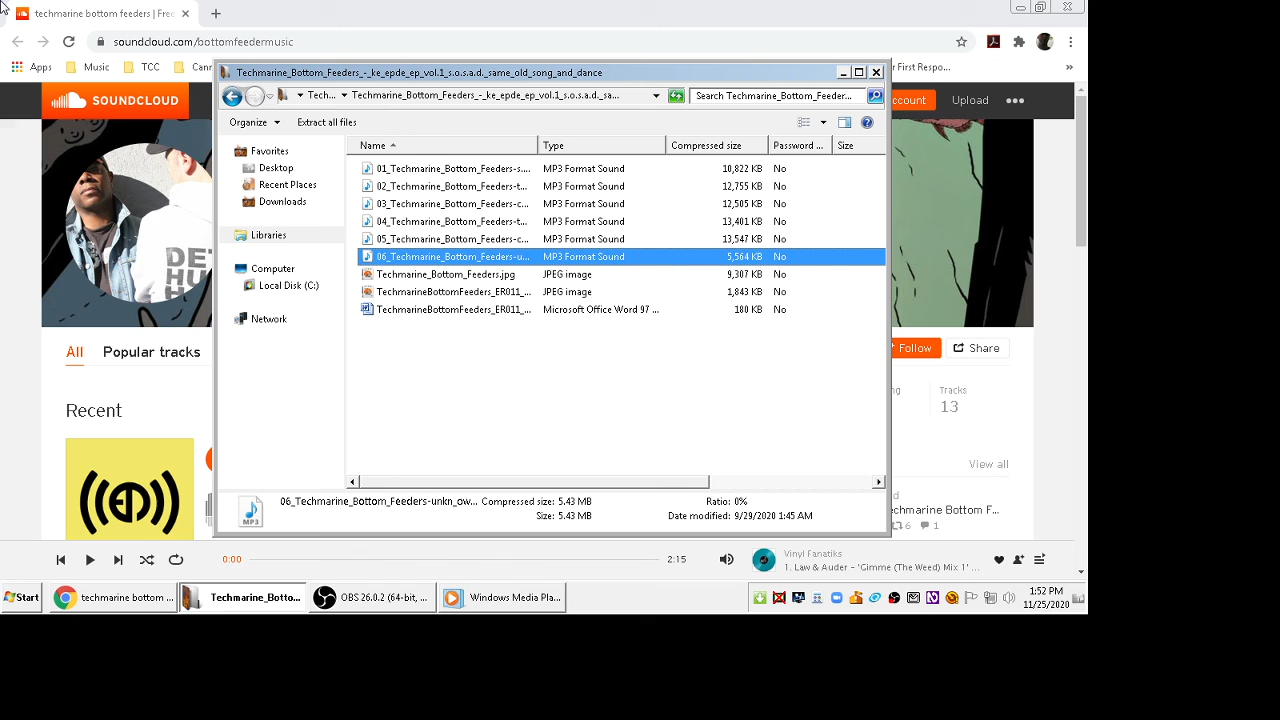 techmarine bottom feeders | Free
soundcloud.com/bottomfeedermusic
Apps Music TCC First Respo... »
SOUNDCLOUD Upload •••
Techmarine_Bottom_Feeders_-_ke_epde_ep_vol.1_s.o.s.a.d._same_old_song_and_dance
Tech... Techmarine_Bottom_Feeders_-_ke_epde_ep_vol.1_s.o.s.a.d._sa... Search Techmarine_Bottom_Feeder...
Organize Extract all files
Name Type Compressed size Password ... Size
Favorites
Desktop
Recent Places
Downloads
Libraries
Computer
Local Disk (C:)
Network
01_Techmarine_Bottom_Feeders-s.... MP3 Format Sound 10,822 KB No
02_Techmarine_Bottom_Feeders-t... MP3 Format Sound 12,755 KB No
03_Techmarine_Bottom_Feeders-c... MP3 Format Sound 12,505 KB No
04_Techmarine_Bottom_Feeders-t... MP3 Format Sound 13,401 KB No
05_Techmarine_Bottom_Feeders-c... MP3 Format Sound 13,547 KB No
06_Techmarine_Bottom_Feeders-u... MP3 Format Sound 5,564 KB No
Techmarine_Bottom_Feeders.jpg JPEG image 9,307 KB No
TechmarineBottomFeeders_ER011_... JPEG image 1,843 KB No
TechmarineBottomFeeders_ER011_... Microsoft Office Word 97 ... 180 KB No
06_Techmarine_Bottom_Feeders-unkn_ow... Compressed size: 5.43 MB Ratio: 0%
Size: 5.43 MB Date modified: 9/29/2020 1:45 AM
MP3
All Popular tracks Follow Share
Tracks
13
Recent
View all
echmarine Bottom F...
6 1
0:00 2:15
Vinyl Fanatiks
1. Law & Auder - 'Gimme (The Weed) Mix 1' ...
Start techmarine bottom ... Techmarine_Botto... OBS 26.0.2 (64-bit, ... Windows Media Pla...
1:52 PM
11/25/2020